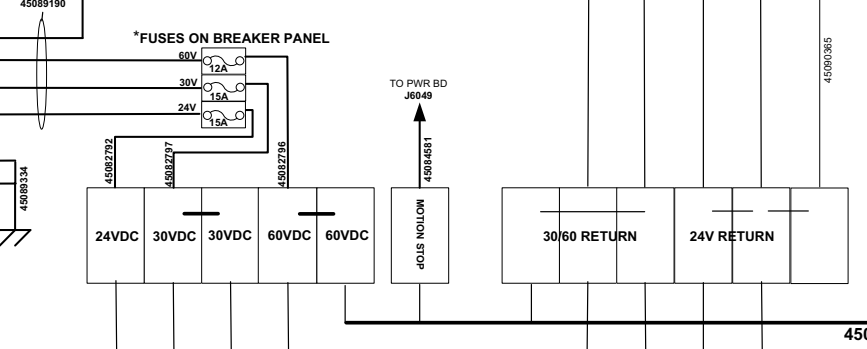 45089190
*FUSES ON BREAKER PANEL
60V
12A
30V
15A
24V
15A
TO PWR BD
J6049
45090365
45082792
45082797
45082796
45084581
45089334
24VDC
30VDC
30VDC
60VDC
60VDC
MOTION STOP
30/60 RETURN
24V RETURN
450